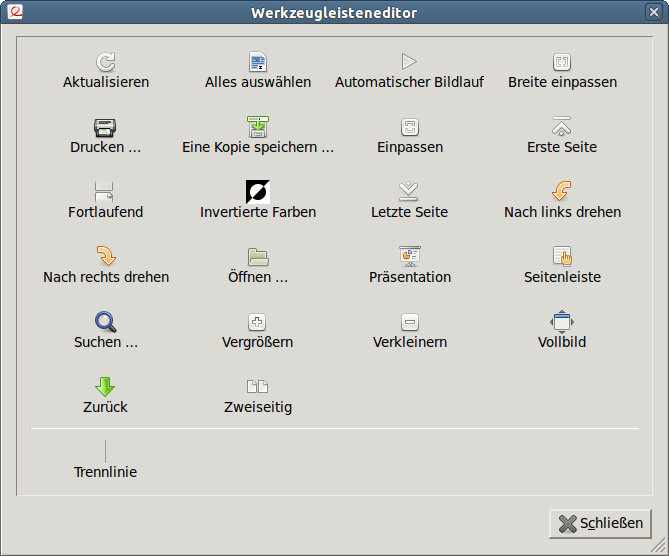 Werkzeugleisteneditor
Aktualisieren
Alles auswählen
Automatischer Bildlauf
Breite einpassen
Drucken ...
Eine Kopie speichern ...
Einpassen
Erste Seite
Fortlaufend
Invertierte Farben
Letzte Seite
Nach links drehen
Nach rechts drehen
Öffnen ...
Präsentation
Seitenleiste
Suchen ...
Vergrößern
Verkleinern
Vollbild
Zurück
Zweiseitig
Trennlinie
Schließen